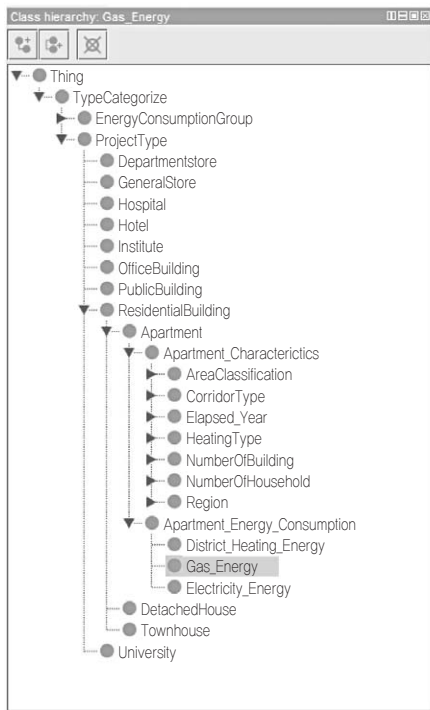 Class hierarchy: Gas_Energy
Thing
TypeCategorize
EnergyConsumptionGroup
ProjectType
Departmentstore
GeneralStore
Hospital
Hotel
Institute
OfficeBuilding
PublicBuilding
ResidentialBuilding
Apartment
Apartment_Characterictics
AreaClassification
CorridorType
Elapsed_Year
HeatingType
NumberOfBuilding
NumberOfHousehold
Region
Apartment_Energy_Consumption
District_Heating_Energy
Gas_Energy
Electricity_Energy
DetachedHouse
Townhouse
University